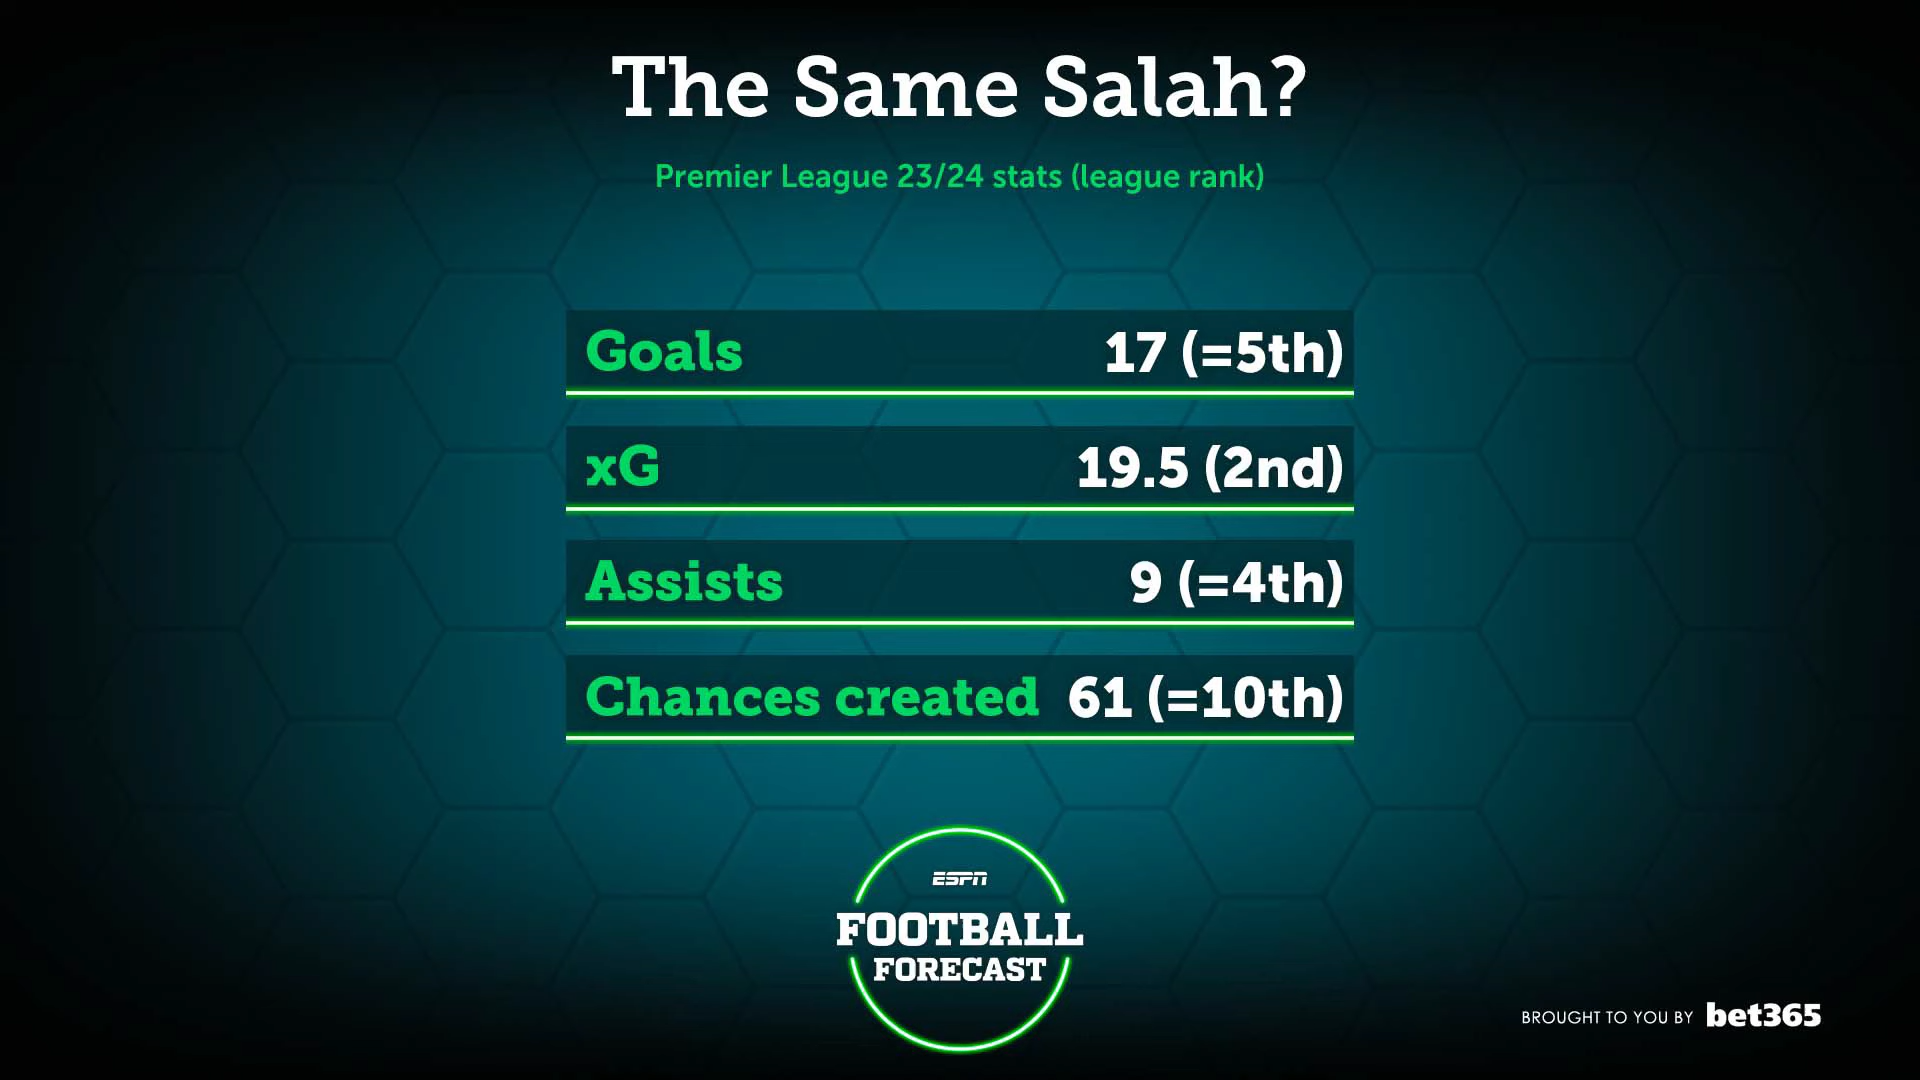 The Same Salah?
Premier League 23/24 stats (league rank)
Goals 17 (=5th)
xG 19.5 (2nd)
Assists 9 (=4th)
Chances created 61 (=10th)
ESPN
FOOTBALL
FORECAST
BROUGHT TO YOU BY bet365